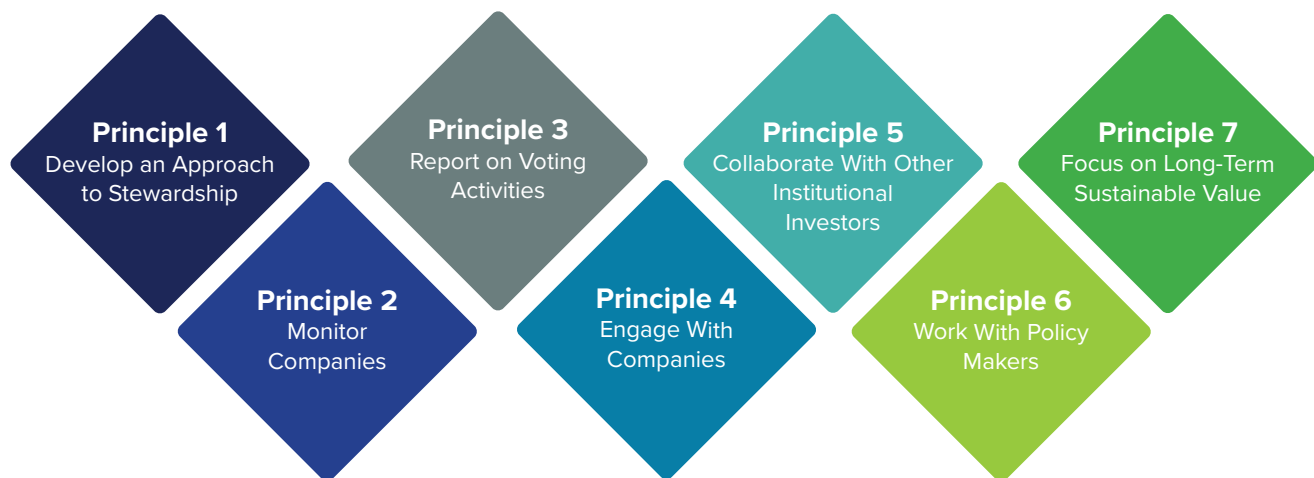 Principle 1
Develop an Approach
to Stewardship
Principle 2
Monitor
Companies
Principle 3
Report on Voting
Activities
Principle 4
Engage With
Companies
Principle 5
Collaborate With Other
Institutional
Investors
Principle 6
Work With Policy
Makers
Principle 7
Focus on Long-Term
Sustainable Value